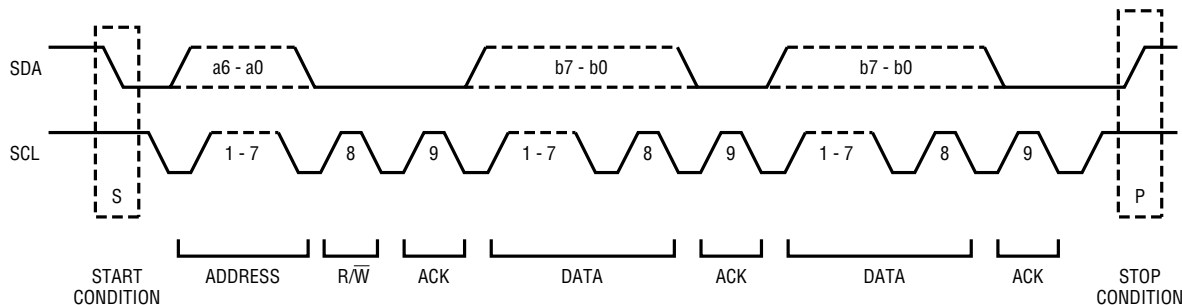 SDA
a6 - a0
b7 - b0
b7 - b0
SCL
1 - 7
8
9
1 - 7
8
9
1 - 7
8
9
S
P
START
CONDITION
ADDRESS
R/W̅
ACK
DATA
ACK
DATA
ACK
STOP
CONDITION